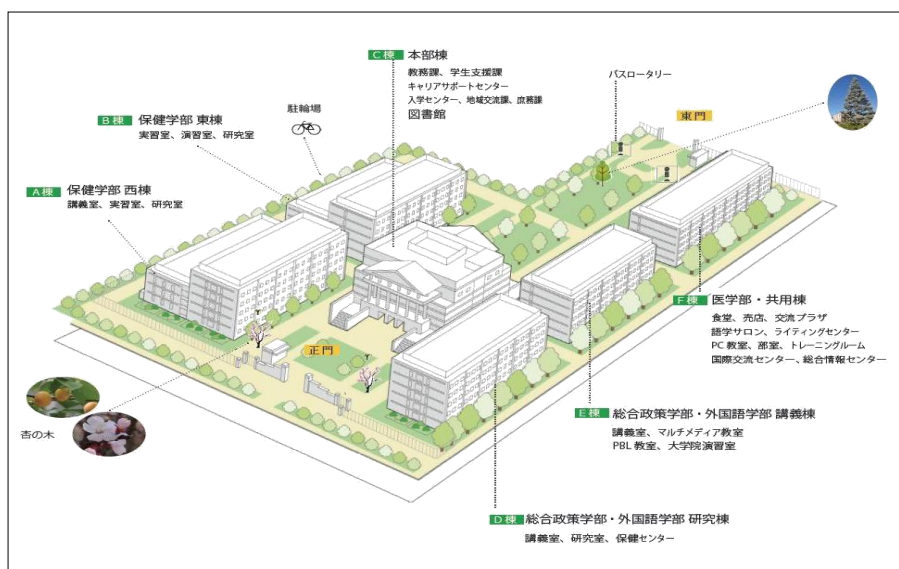 C棟 本部棟
教務課、学生支援課
キャリアサポートセンター
入学センター、地域交流課、庶務課
図書館
バスロータリー
東門
駐輪場
B棟 保健学部 東棟
実習室、演習室、研究室
A棟 保健学部 西棟
講義室、実習室、研究室
F棟 医学部・共用棟
食堂、売店、交流プラザ
語学サロン、ライティングセンター
PC教室、部室、トレーニングルーム
国際交流センター、総合情報センター
正門
杏の木
E棟 総合政策学部・外国語学部 講義棟
講義室、マルチメディア教室
PBL教室、大学院演習室
D棟 総合政策学部・外国語学部 研究棟
講義室、研究室、保健センター